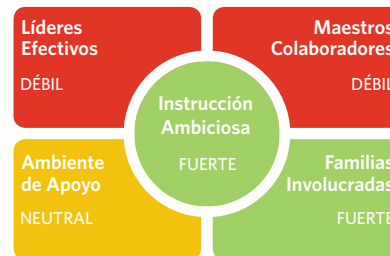 Líderes
Efectivos
DÉBIL
Maestros
Colaboradores
DÉBIL
Instrucción
Ambiciosa
FUERTE
Ambiente
de Apoyo
NEUTRAL
Familias
Involucradas
FUERTE